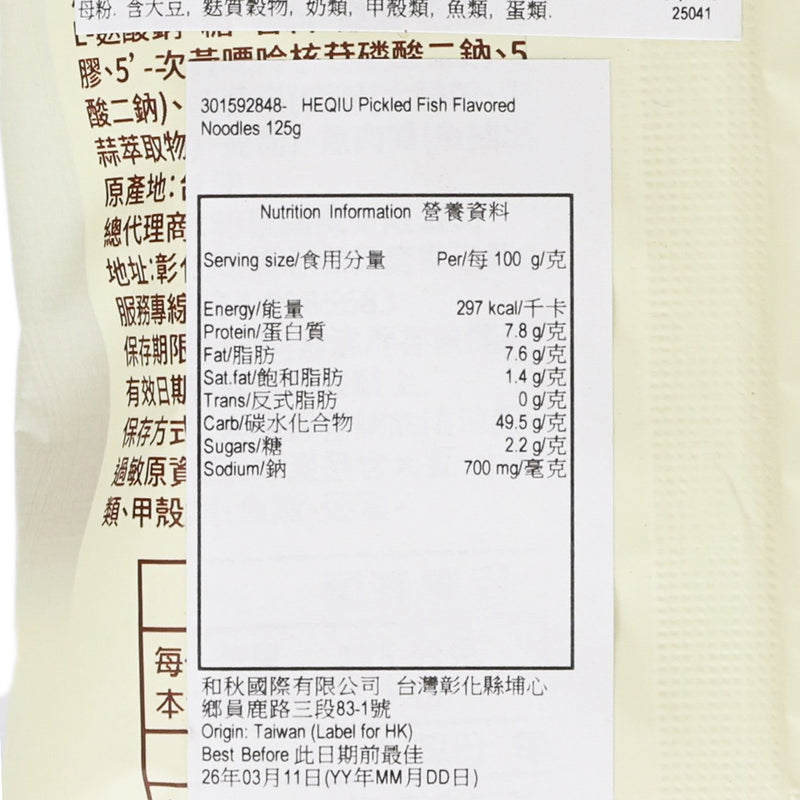 母粉. 含大豆, 麩質穀物, 奶類, 甲殼類, 魚類, 蛋類.
25041
膠、5'-次黃嘌呤核苷磷酸二鈉、5
酸二鈉)、
蒜萃取物
原產地:
總代理商
地址:彰
服務專線
保存期限
有效日期
保存方式
過敏原資
類、甲殼
每
本
301592848- HEQIU Pickled Fish Flavored
Noodles 125g
Nutrition Information 營養資料
Serving size/食用分量 Per/每 100 g/克
Energy/能量 297 kcal/千卡
Protein/蛋白質 7.8 g/克
Fat/脂肪 7.6 g/克
Sat.fat/飽和脂肪 1.4 g/克
Trans/反式脂肪 0 g/克
Carb/碳水化合物 49.5 g/克
Sugars/糖 2.2 g/克
Sodium/鈉 700 mg/毫克
和秋國際有限公司 台灣彰化縣埔心
鄉員鹿路三段83-1號
Origin: Taiwan (Label for HK)
Best Before 此日期前最佳
26年03月11日(YY年MM月DD日)